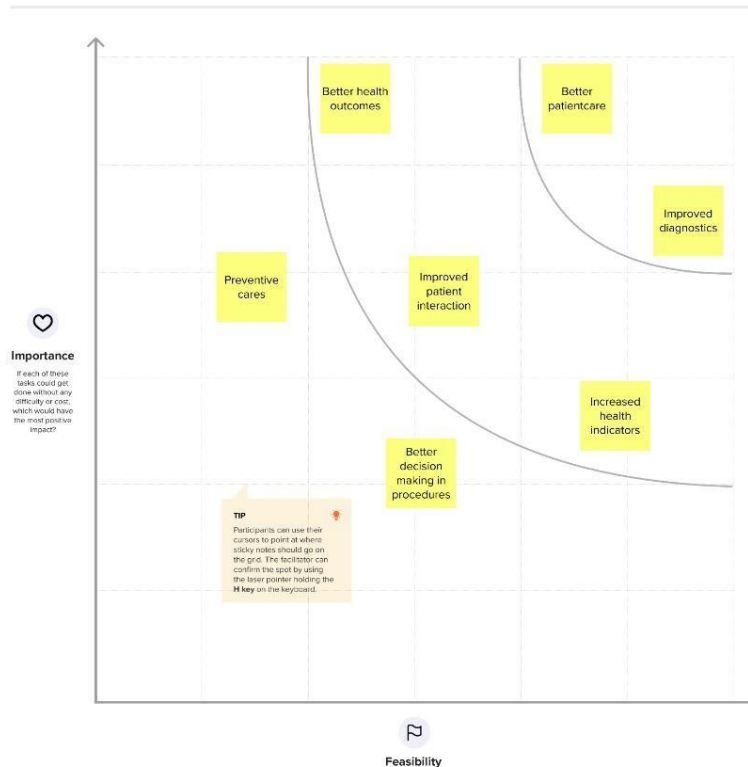 Better health
outcomes
Better
patientcare
Improved
diagnostics
Preventive
cares
Improved
patient
interaction
Importance
If each of these
tasks could get
done without any
difficulty or cost,
which would have
the most positive
impact?
Increased
health
indicators
Better
decision
making in
procedures
TIP
Participants can use their
cursors to point at where
sticky notes should go on
the grid. The facilitator can
confirm the spot by using
the laser pointer holding the
H key on the keyboard.
Feasibility